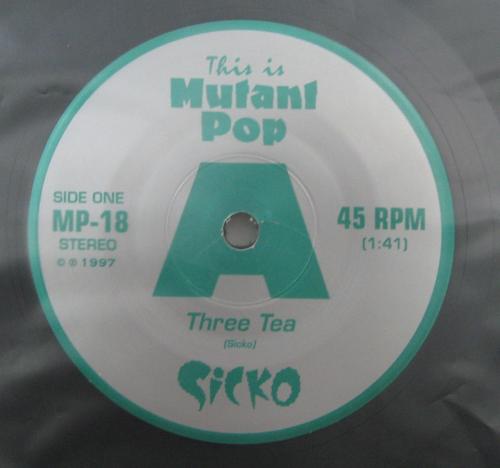 This is
Mutant
Pop
A
SIDE ONE
MP-18
STEREO
© ℗ 1997
45 RPM
(1:41)
Three Tea
(Sicko)
SiCKO